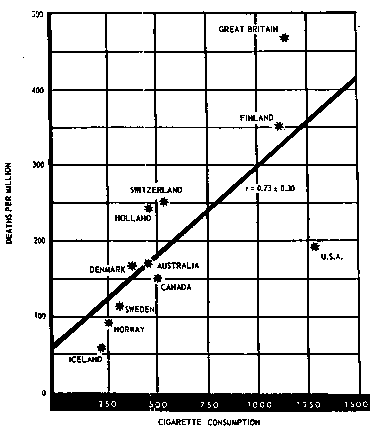 500
GREAT BRITAIN
400
FINLAND
300
r = 0.73 ± 0.30
SWITZERLAND
HOLLAND
200
U.S.A.
DENMARK
AUSTRALIA
CANADA
SWEDEN
100
NORWAY
ICELAND
0
250 500 750 1000 1250 1500
CIGARETTE CONSUMPTION
DEATHS PER MILLION